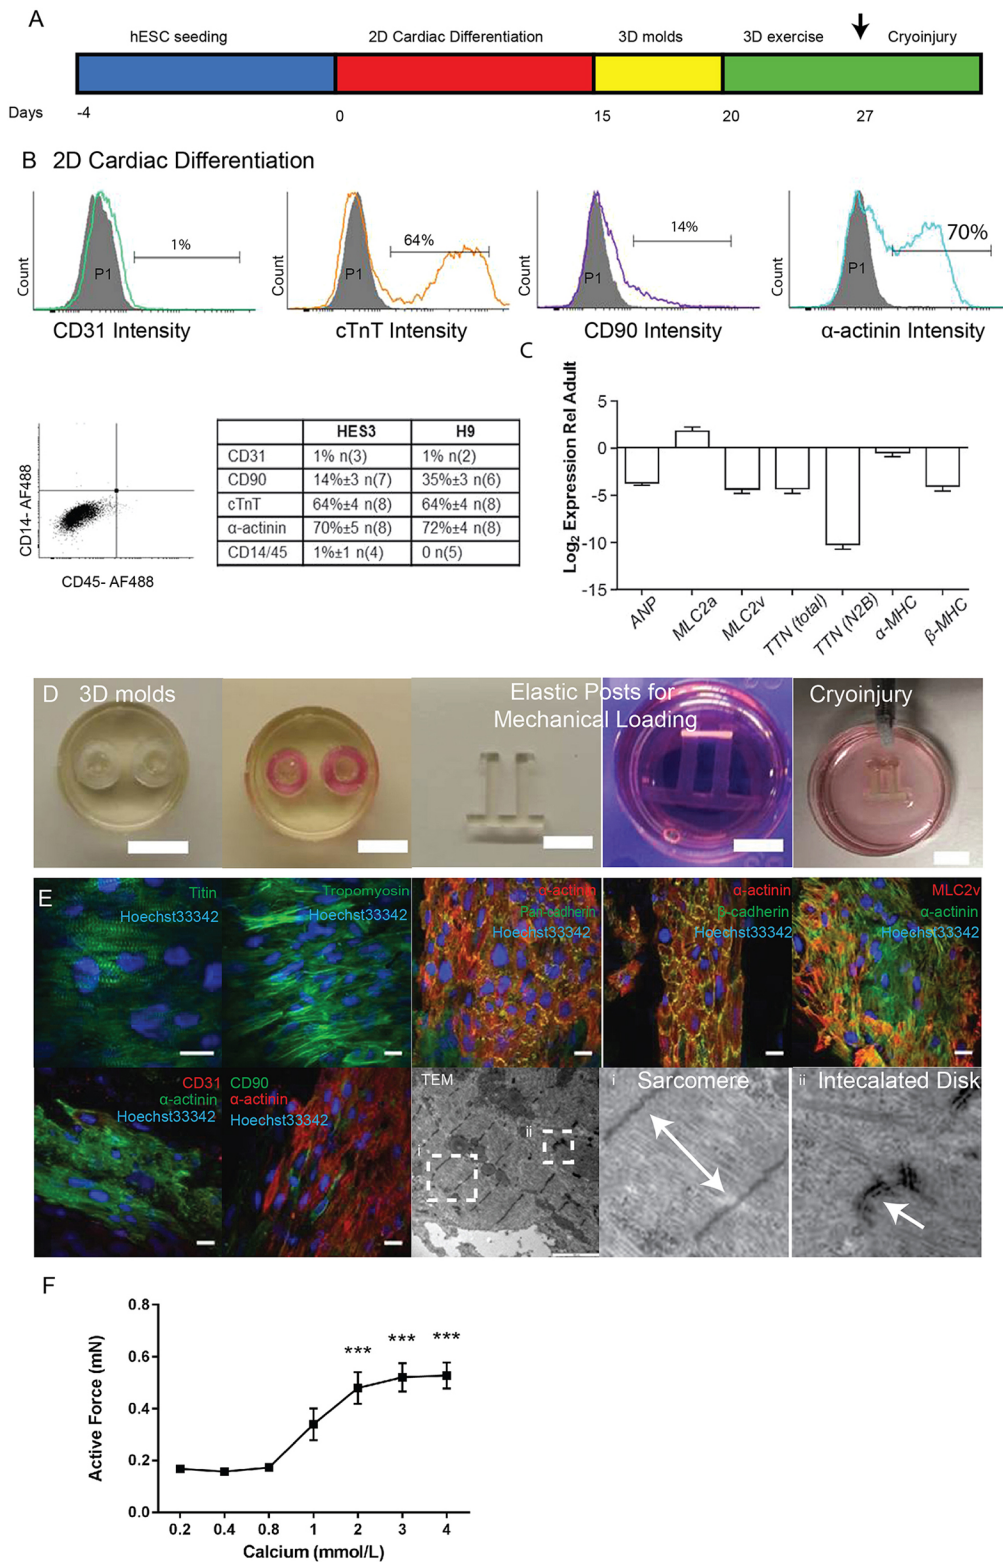 A
hESC seeding
2D Cardiac Differentiation
3D molds
3D exercise
Cryoinjury
Days
-4
0
15
20
27
B 2D Cardiac Differentiation
1%
P1
Count
CD31 Intensity
64%
P1
Count
cTnT Intensity
14%
P1
Count
CD90 Intensity
70%
P1
Count
α-actinin Intensity
CD14- AF488
CD45- AF488
HES3 H9
CD31 1% n(3) 1% n(2)
CD90 14%±3 n(7) 35%±3 n(6)
cTnT 64%±4 n(8) 64%±4 n(8)
α-actinin 70%±5 n(8) 72%±4 n(8)
CD14/45 1%±1 n(4) 0 n(5)
C
Log2 Expression Rel Adult
5
0
-5
-10
-15
ANP
MLC2a
MLC2v
TTN (total)
TTN (N2B)
α-MHC
β-MHC
D 3D molds
Elastic Posts for
Mechanical Loading
Cryoinjury
E
Titin
Hoechst33342
Tropomyosin
Hoechst33342
α-actinin
Pan-cadherin
Hoechst33342
α-actinin
β-cadherin
Hoechst33342
MLC2v
α-actinin
Hoechst33342
CD31
α-actinin
Hoechst33342
CD90
α-actinin
Hoechst33342
TEM
i
ii
i Sarcomere
ii Intecalated Disk
F
Active Force (mN)
0.8
0.6
0.4
0.2
0.0
*** *** ***
0.2 0.4 0.8 1 2 3 4
Calcium (mmol/L)